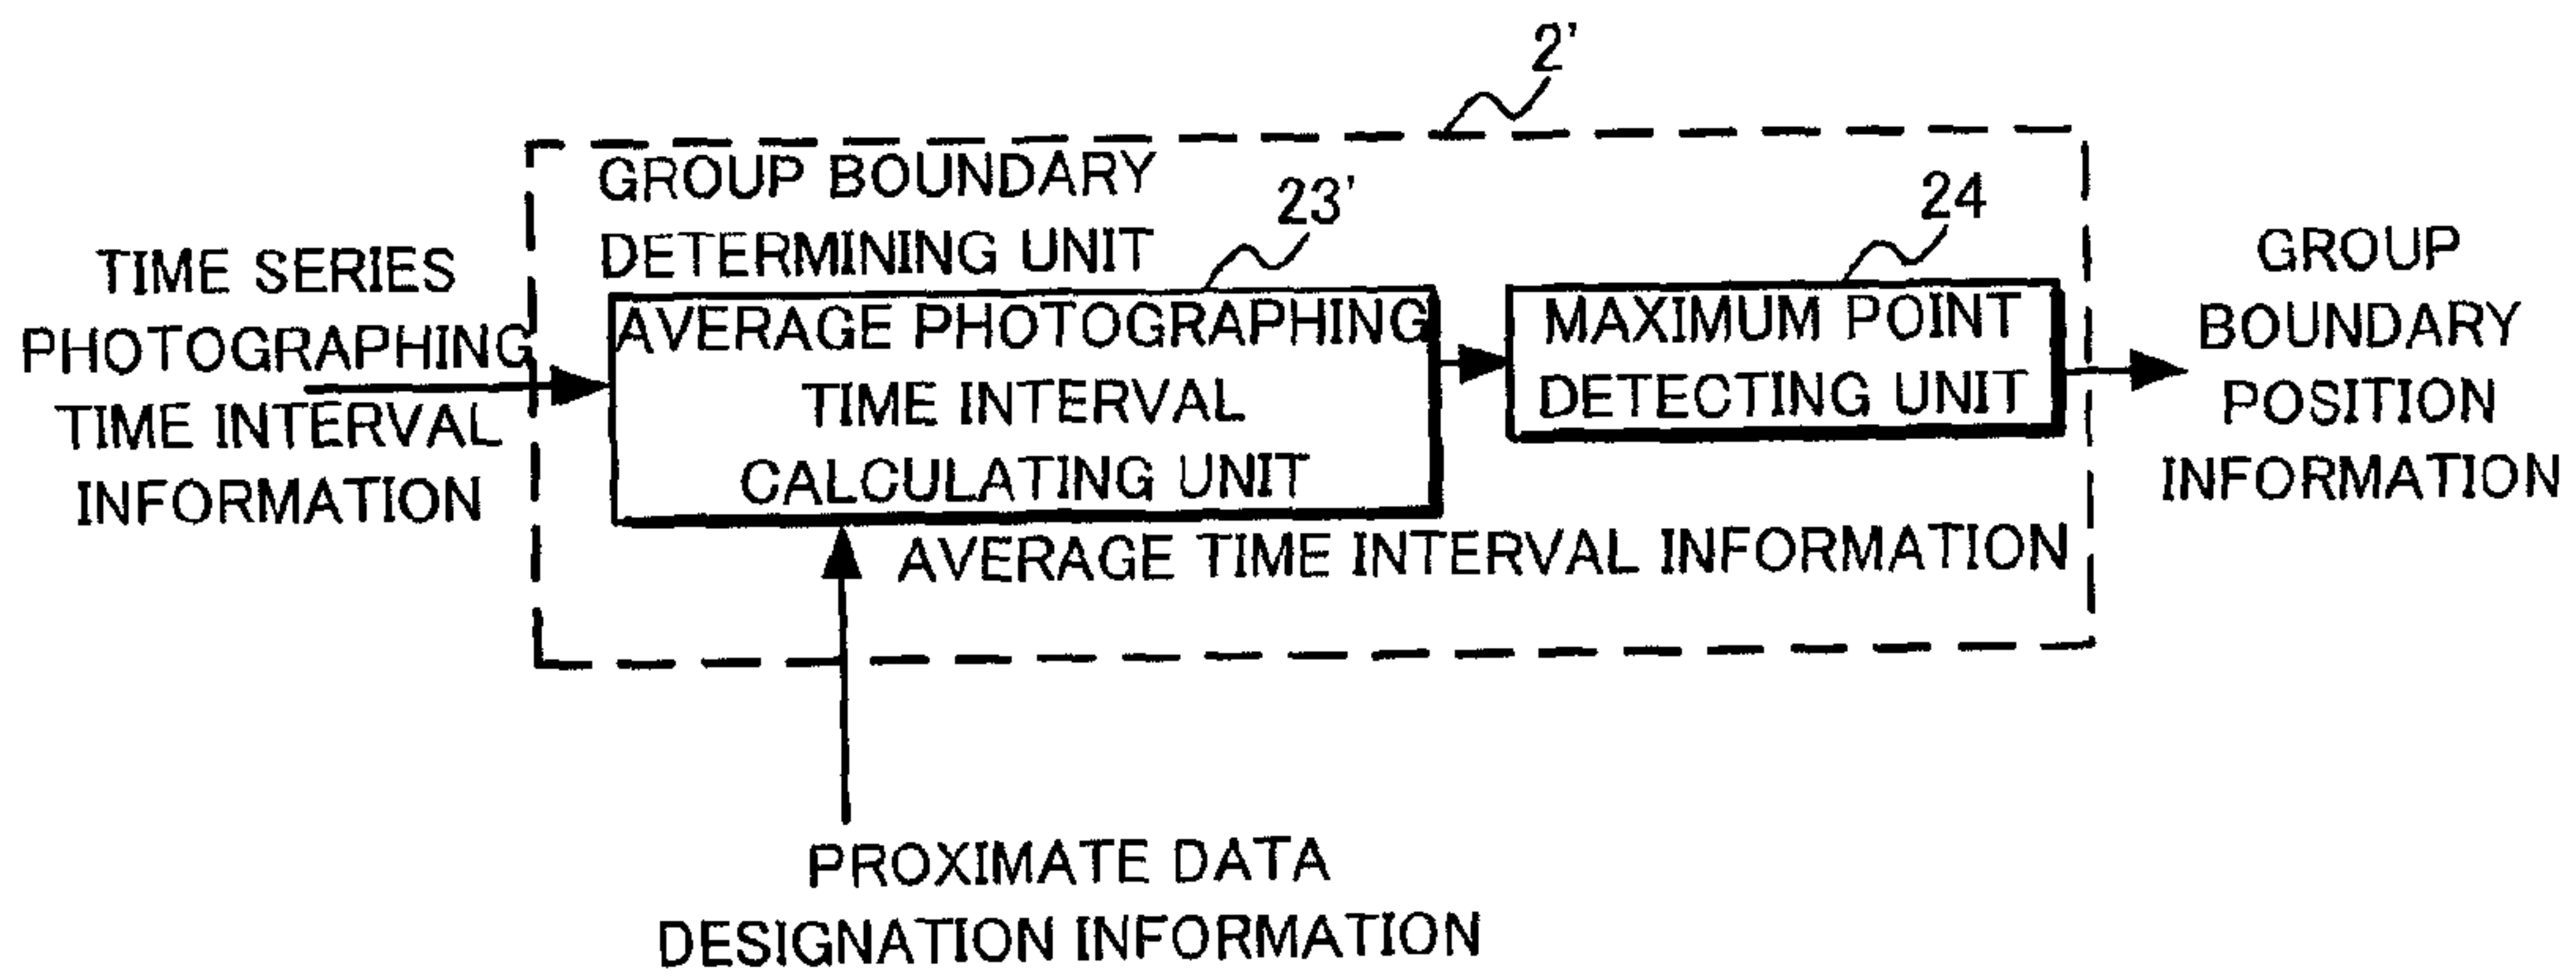 2'
GROUP BOUNDARY
DETERMINING UNIT
23'
24
TIME SERIES
PHOTOGRAPHING
TIME INTERVAL
INFORMATION
AVERAGE PHOTOGRAPHING
TIME INTERVAL
CALCULATING UNIT
MAXIMUM POINT
DETECTING UNIT
GROUP
BOUNDARY
POSITION
INFORMATION
AVERAGE TIME INTERVAL INFORMATION
PROXIMATE DATA
DESIGNATION INFORMATION